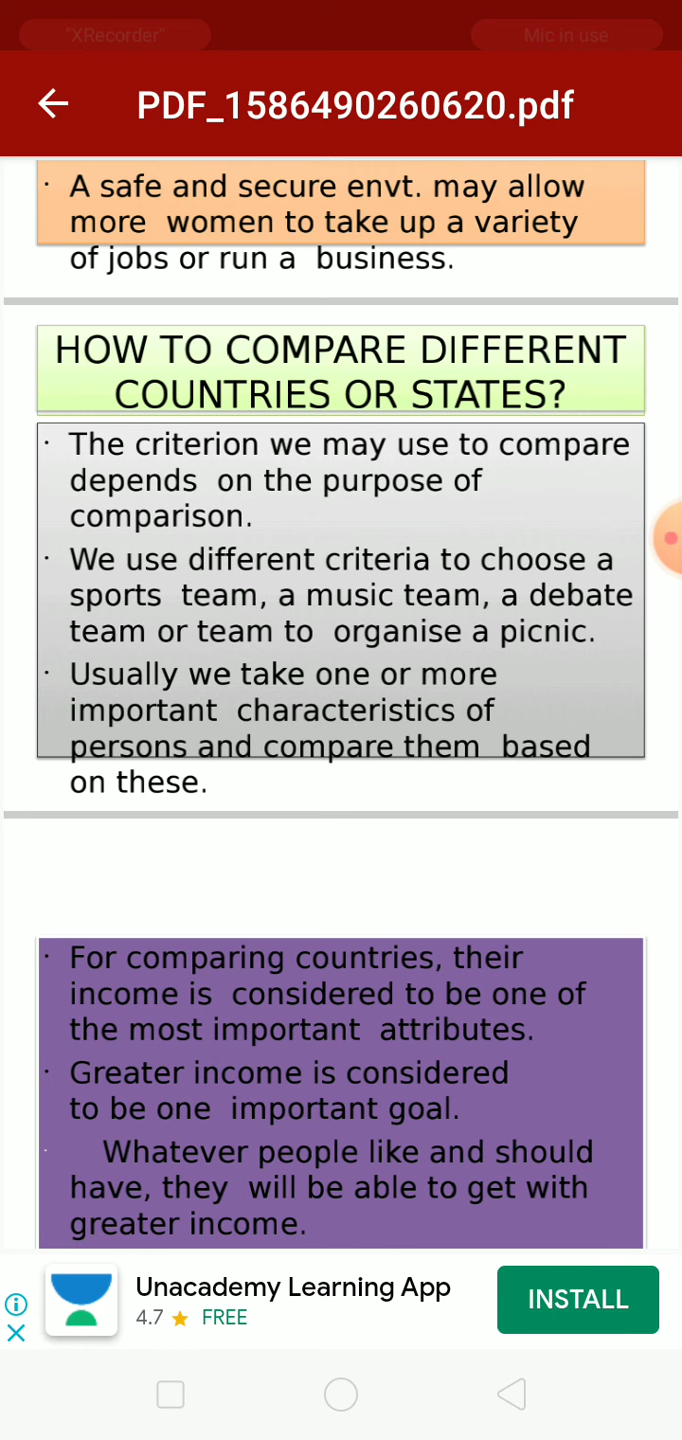 "XRecorder"
Mic in use
PDF_1586490260620.pdf
· A safe and secure envt. may allow
more women to take up a variety
of jobs or run a business.
HOW TO COMPARE DIFFERENT
COUNTRIES OR STATES?
· The criterion we may use to compare
depends on the purpose of
comparison.
· We use different criteria to choose a
sports team, a music team, a debate
team or team to organise a picnic.
· Usually we take one or more
important characteristics of
persons and compare them based
on these.
· For comparing countries, their
income is considered to be one of
the most important attributes.
· Greater income is considered
to be one important goal.
· Whatever people like and should
have, they will be able to get with
greater income.
Unacademy Learning App
4.7 ★ FREE
INSTALL